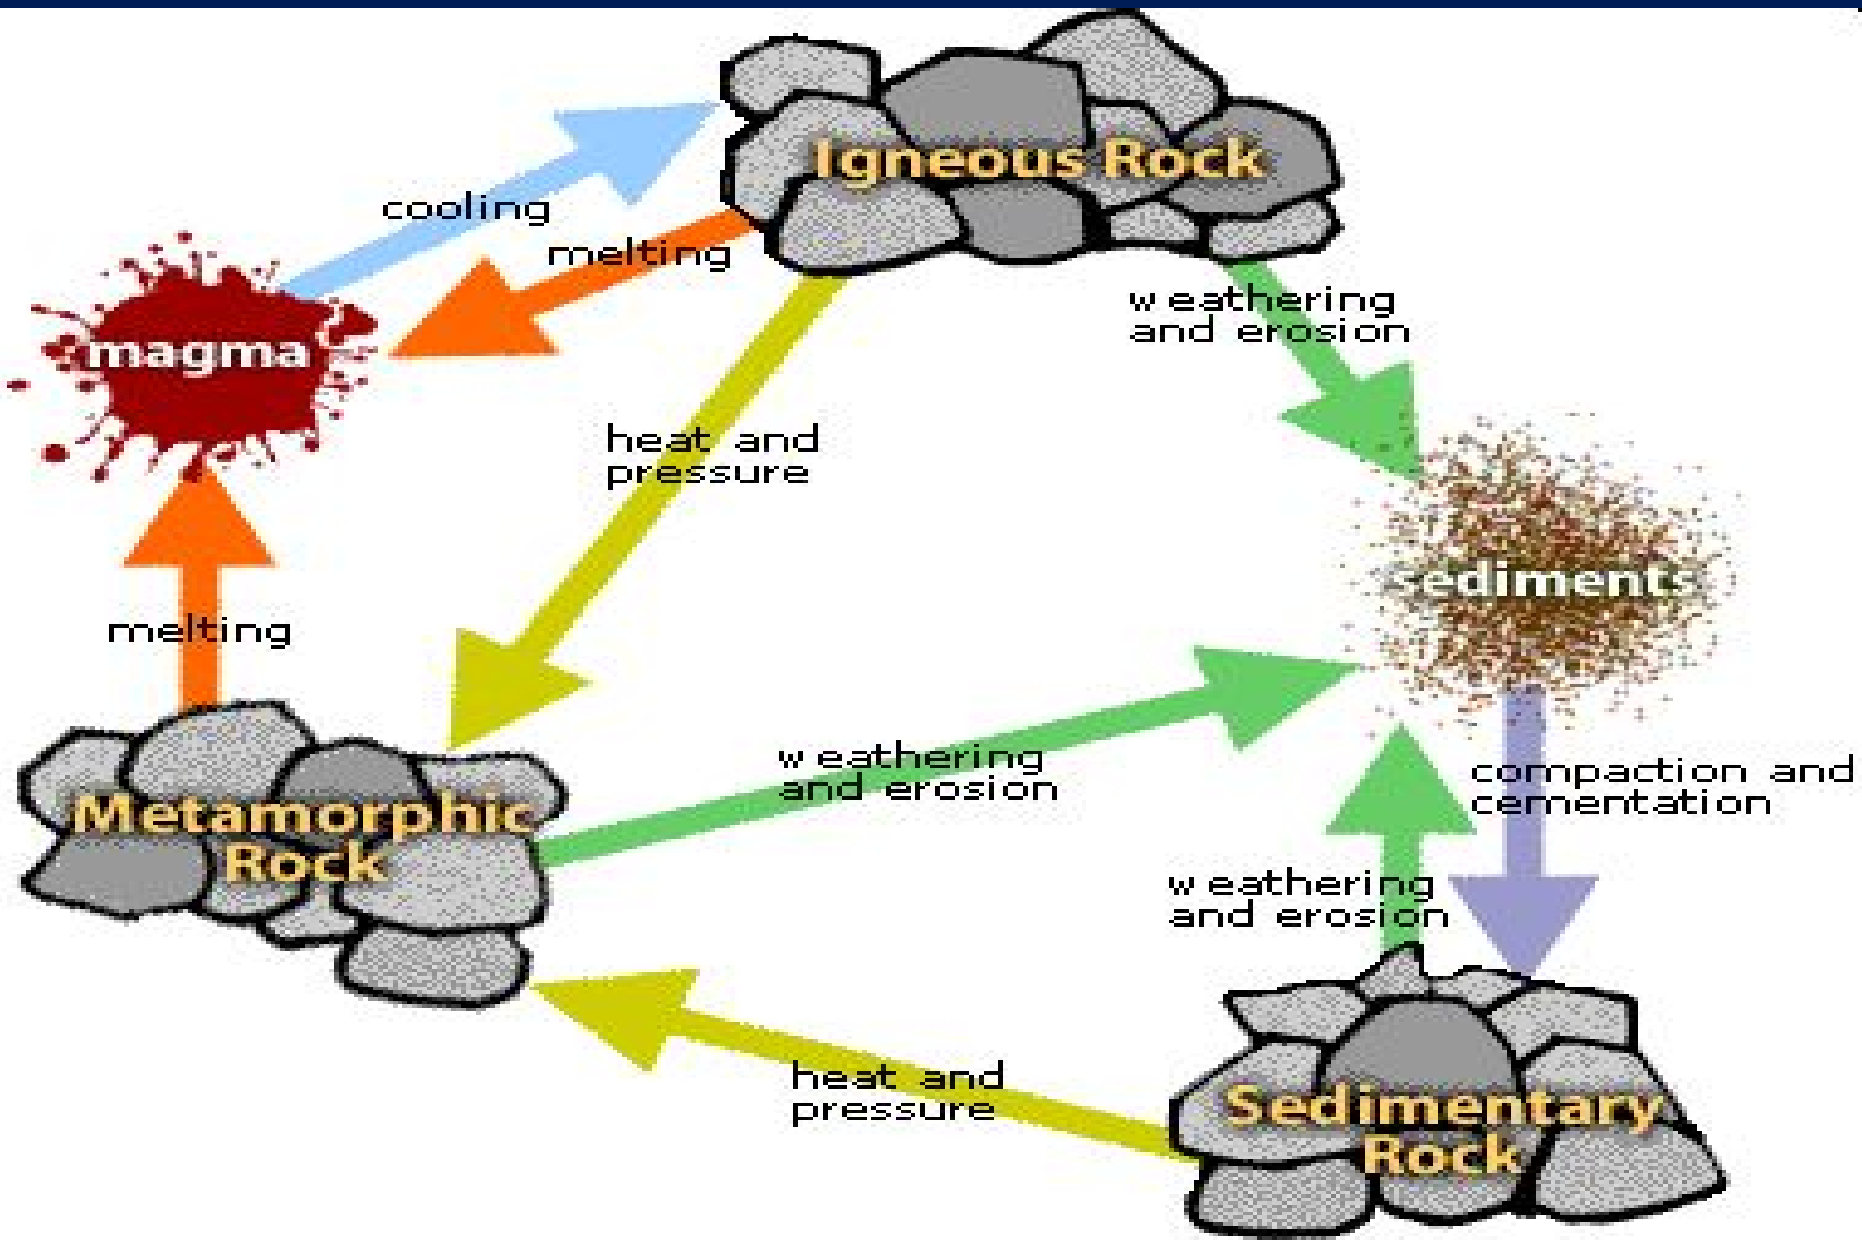 Igneous Rock
cooling
melting
weathering
and erosion
magma
heat and
pressure
sediments
melting
weathering
and erosion
compaction and
cementation
Metamorphic
Rock
weathering
and erosion
heat and
pressure
Sedimentary
Rock